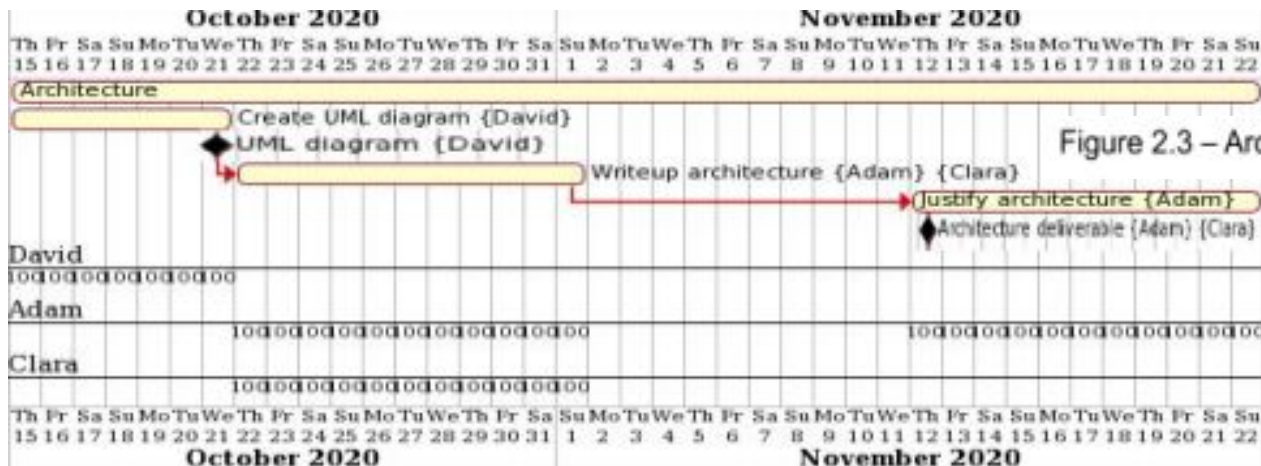 October 2020 November 2020
Th Fr Sa Su Mo Tu We Th Fr Sa Su Mo Tu We Th Fr Sa Su Mo Tu We Th Fr Sa Su Mo Tu We Th Fr Sa Su Mo Tu We Th Fr Sa Su
15 16 17 18 19 20 21 22 23 24 25 26 27 28 29 30 31 1 2 3 4 5 6 7 8 9 10 11 12 13 14 15 16 17 18 19 20 21 22
Architecture
Create UML diagram {David}
UML diagram {David}
Figure 2.3 – Arc
Writeup architecture {Adam} {Clara}
Justify architecture {Adam}
Architecture deliverable {Adam} {Clara}
David
100 100 100 100 100 100 100
Adam
100 100 100 100 100 100 100 100 100 100 100 100 100 100 100 100 100 100 100 100 100 100
Clara
100 100 100 100 100 100 100 100 100 100 100
Th Fr Sa Su Mo Tu We Th Fr Sa Su Mo Tu We Th Fr Sa Su Mo Tu We Th Fr Sa Su Mo Tu We Th Fr Sa Su Mo Tu We Th Fr Sa Su
15 16 17 18 19 20 21 22 23 24 25 26 27 28 29 30 31 1 2 3 4 5 6 7 8 9 10 11 12 13 14 15 16 17 18 19 20 21 22
October 2020 November 2020